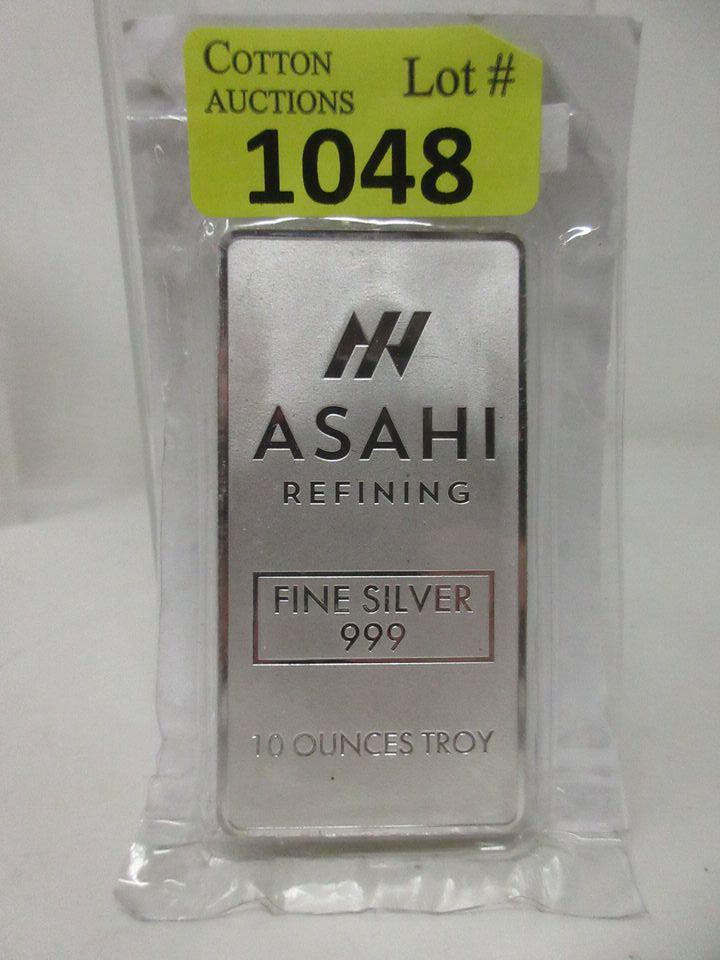 COTTON AUCTIONS
Lot #
1048
ASAHI
REFINING
FINE SILVER
999
10 OUNCES TROY